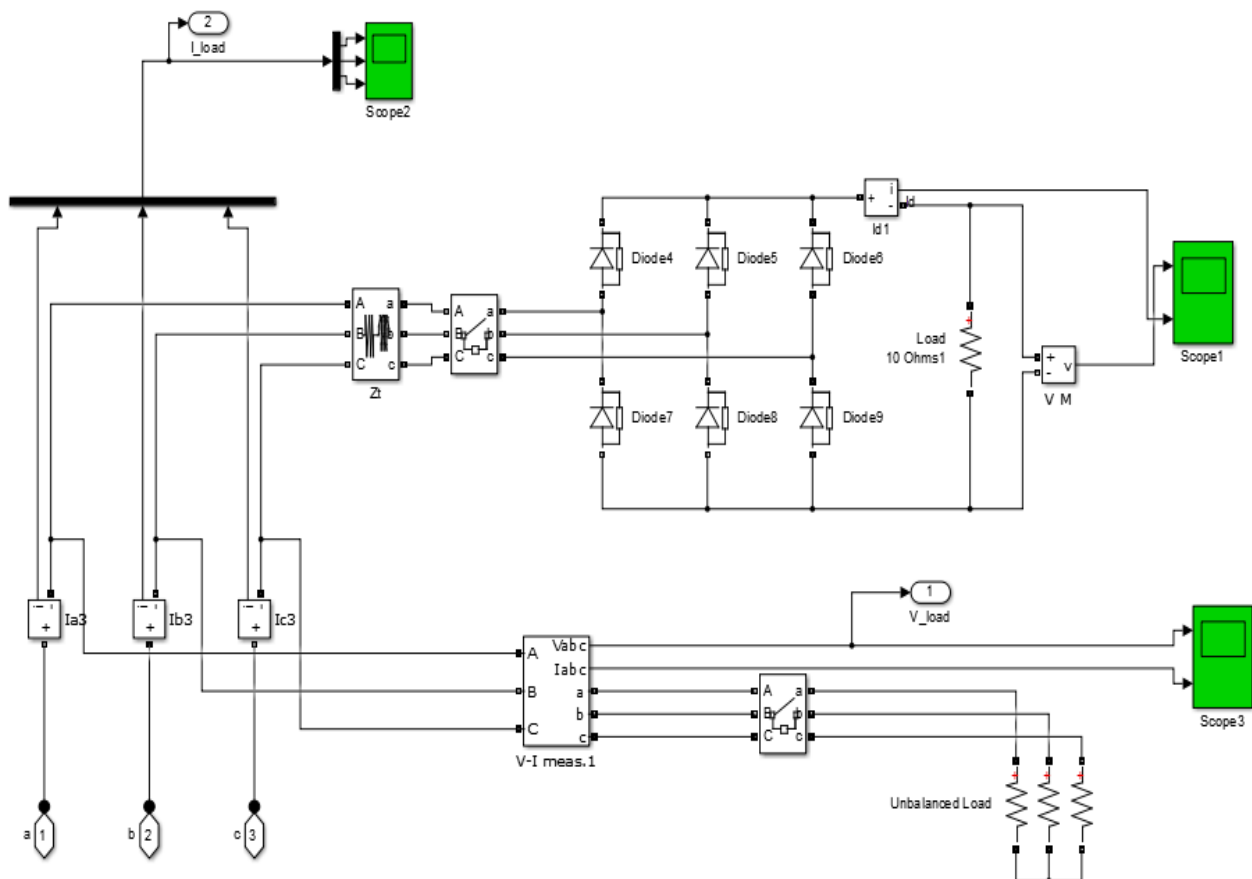 2
I_load
Scope2
i
+
-
Id
Id1
Diode4
Diode5
Diode6
A
a
B
b
C
c
Zt
A
a
B
b
C
c
+
Load
10 Ohms1
+
v
-
V M
Scope1
Diode7
Diode8
Diode9
1
V_load
i
-
+
Ia3
i
-
+
Ib3
i
-
+
Ic3
A
B
C
Vabc
Iabc
a
b
c
V-I meas.1
A
a
B
b
C
c
Scope3
Unbalanced Load
+
+
+
a
1
b
2
c
3